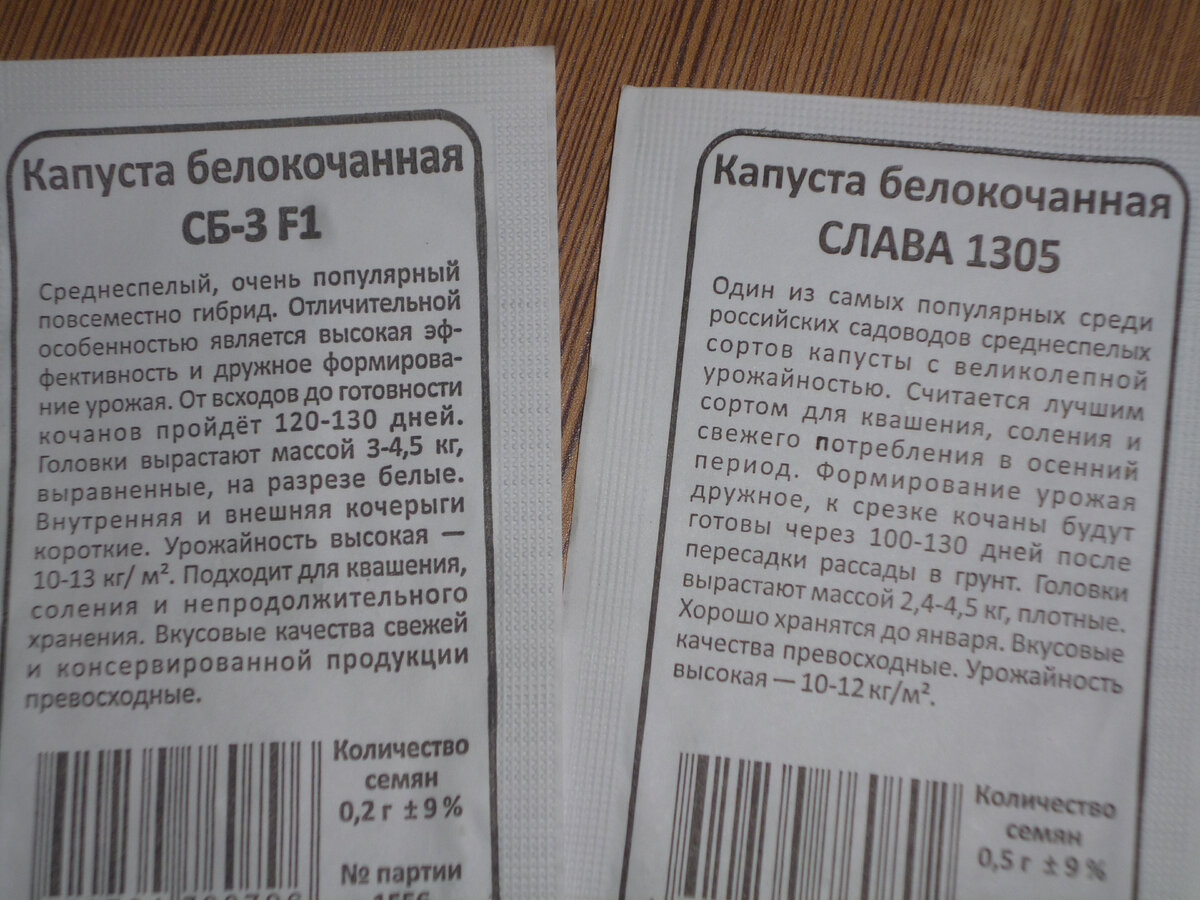 Капуста белокочанная
СБ-3 F1
Среднеспелый, очень популярный
повсеместно гибрид. Отличительной
особенностью является высокая эф-
фективность и дружное формирова-
ние урожая. От всходов до готовности
кочанов пройдёт 120-130 дней.
Головки вырастают массой 3-4,5 кг,
выравненные, на разрезе белые.
Внутренняя и внешняя кочерыги
короткие. Урожайность высокая —
10-13 кг/ м². Подходит для квашения,
соления и непродолжительного
хранения. Вкусовые качества свежей
и консервированной продукции
превосходные.
Количество
семян
0,2 г ± 9 %
№ партии
Капуста белокочанная
СЛАВА 1305
Один из самых популярных среди
российских садоводов среднеспелых
сортов капусты с великолепной
урожайностью. Считается лучшим
сортом для квашения, соления и
свежего потребления в осенний
период. Формирование урожая
дружное, к срезке кочаны будут
готовы через 100-130 дней после
пересадки рассады в грунт. Головки
вырастают массой 2,4-4,5 кг, плотные.
Хорошо хранятся до января. Вкусовые
качества превосходные. Урожайность
высокая — 10-12 кг/м².
Количество
семян
0,5 г ± 9 %